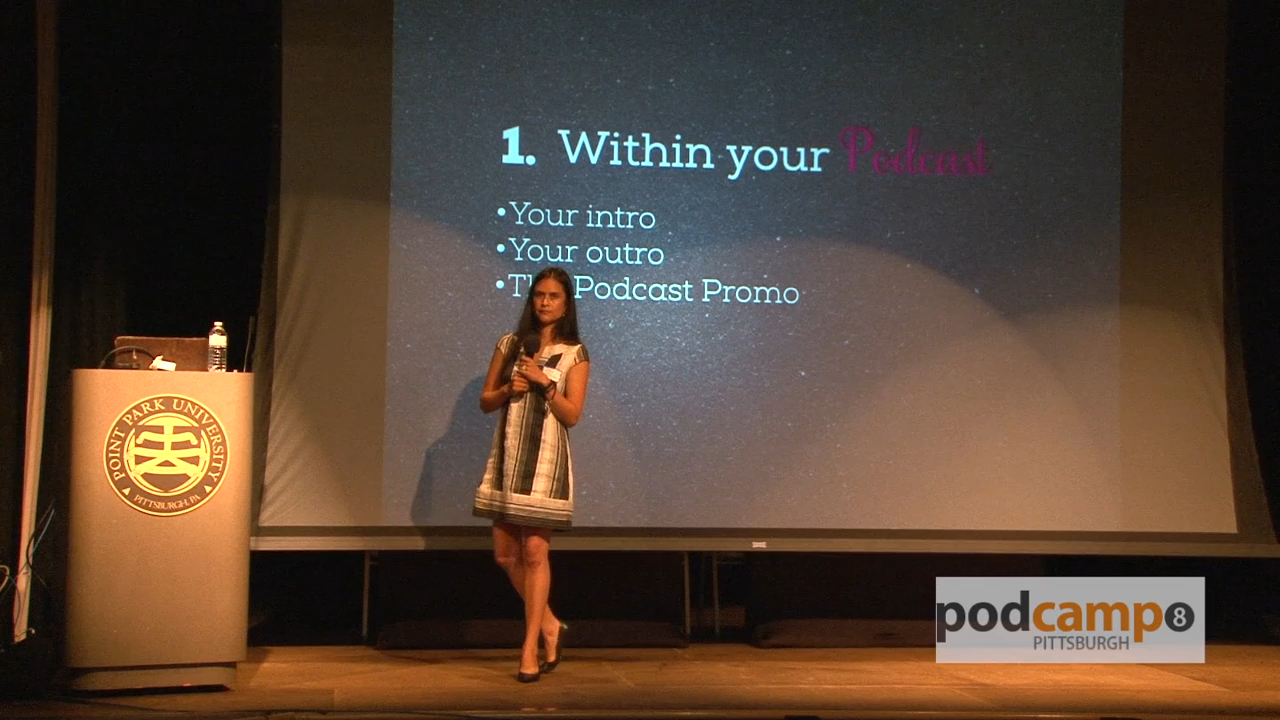 1. Within your Podcast
•Your intro
•Your outro
•T Podcast Promo
POINT PARK UNIVERSITY
PITTSBURGH, PA
podcamp8
PITTSBURGH